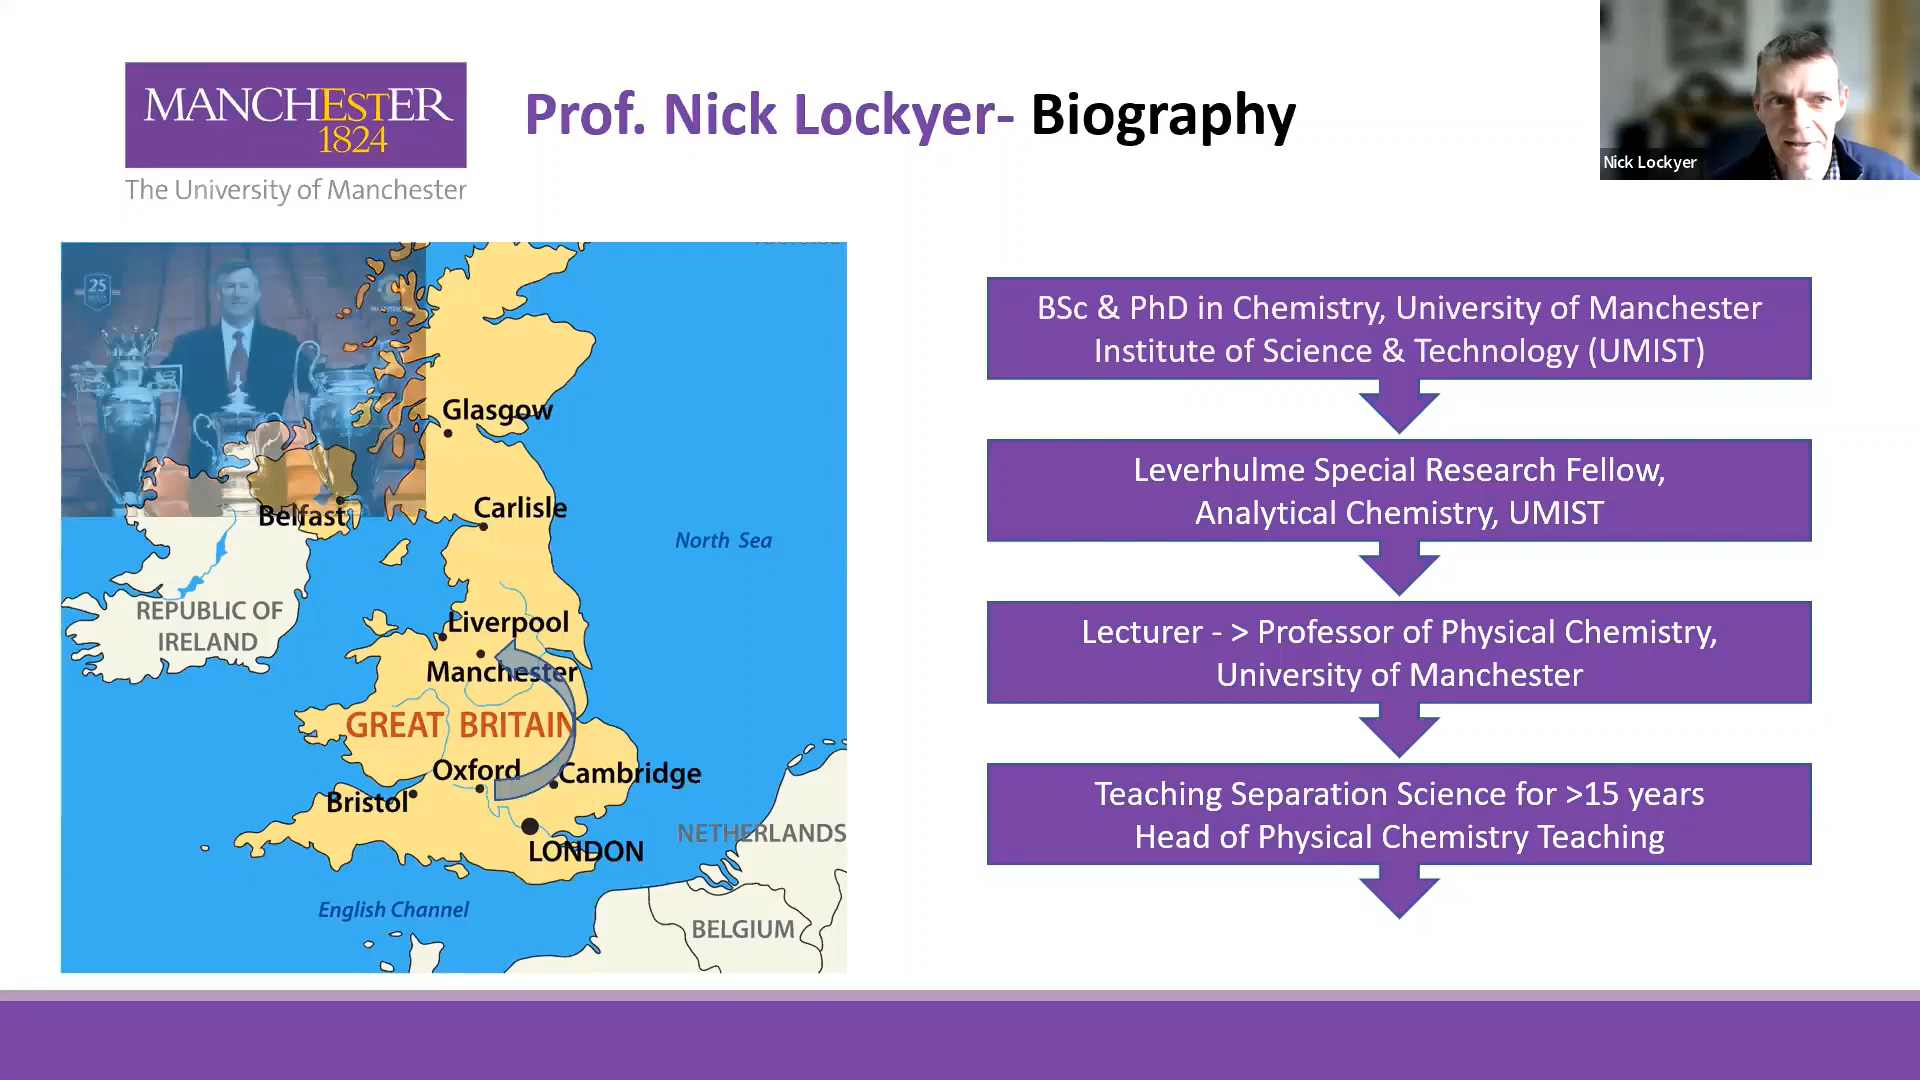 MANCHESTER
1824
The University of Manchester
Prof. Nick Lockyer- Biography
Nick Lockyer
25
Glasgow
Carlisle
Belfast
North Sea
REPUBLIC OF
IRELAND
Liverpool
Manchester
GREAT BRITAIN
Oxford
Cambridge
Bristol
NETHERLANDS
LONDON
English Channel
BELGIUM
BSc & PhD in Chemistry, University of Manchester
Institute of Science & Technology (UMIST)
Leverhulme Special Research Fellow,
Analytical Chemistry, UMIST
Lecturer - > Professor of Physical Chemistry,
University of Manchester
Teaching Separation Science for >15 years
Head of Physical Chemistry Teaching